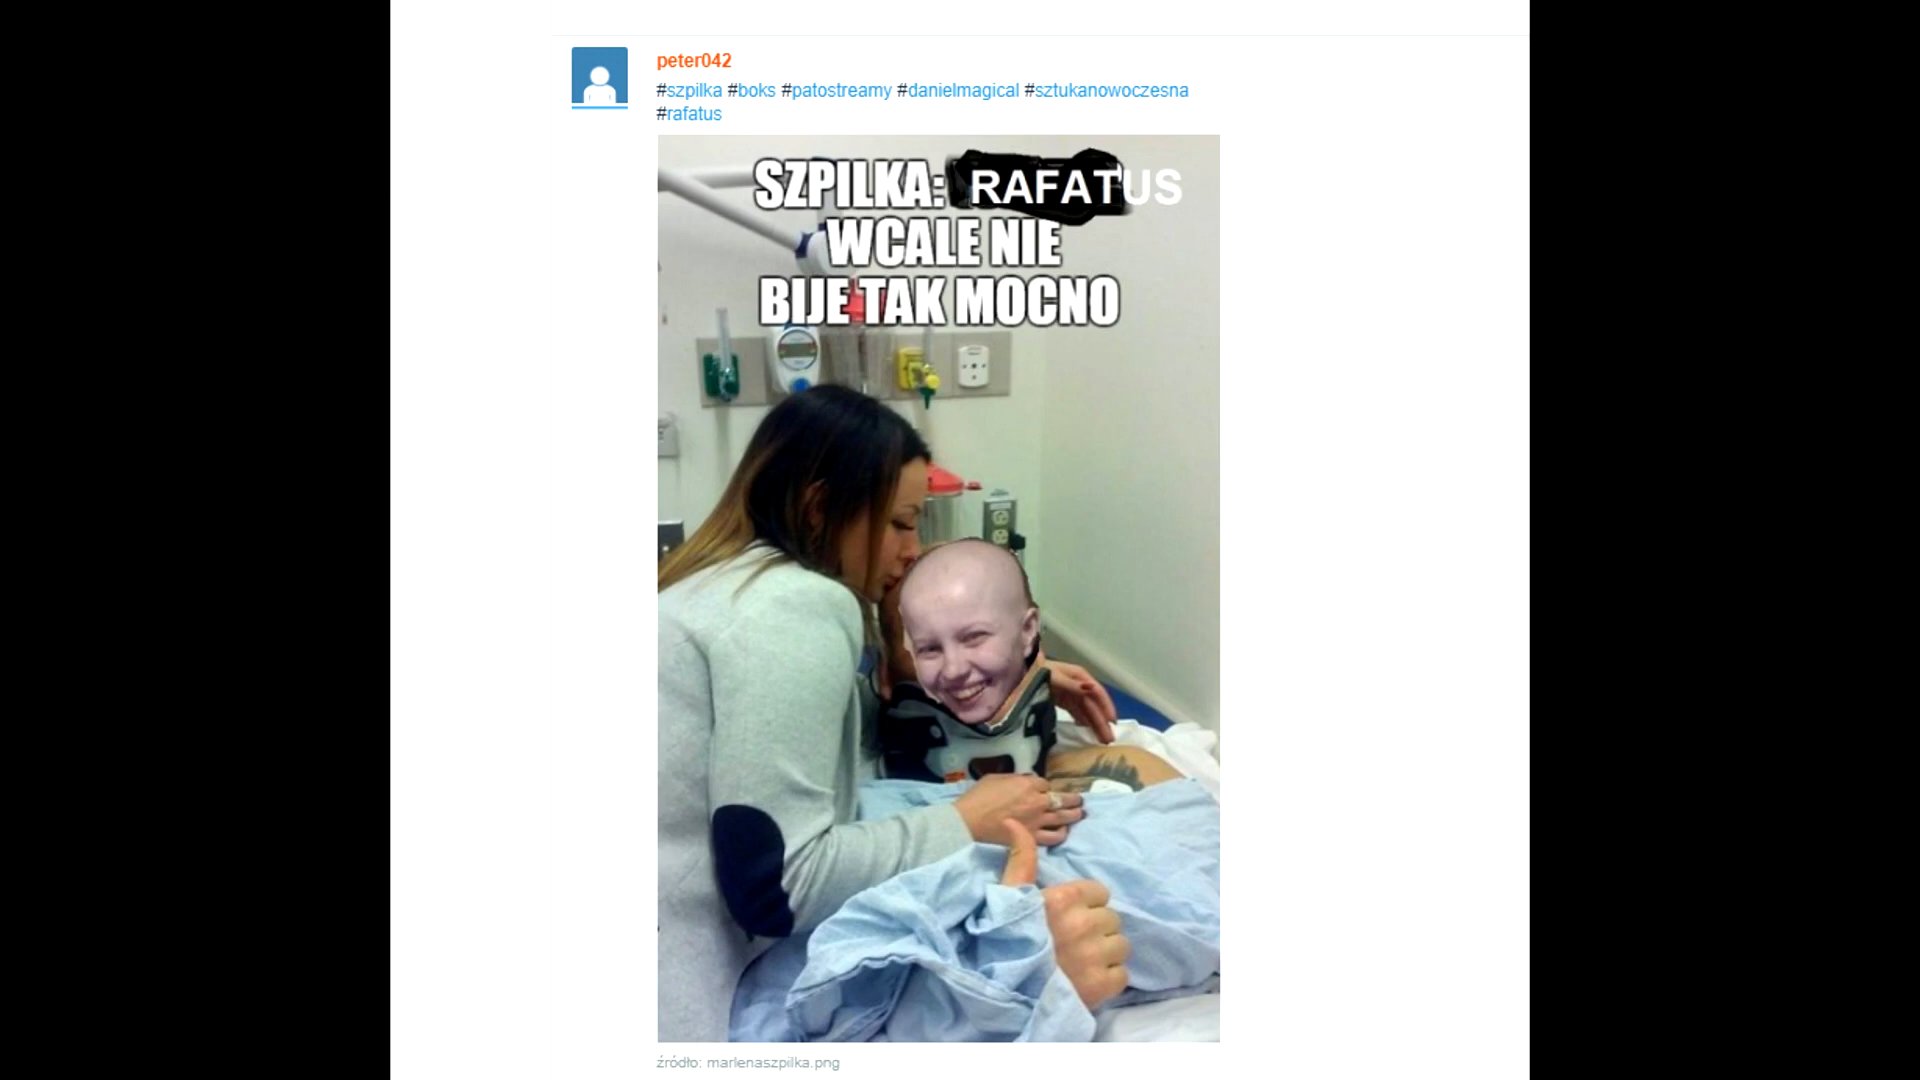 peter042
#szpilka #boks #patostreamy #danielmagical #sztukanowoczesna
#rafatus
SZPILKA: RAFATUS
WCALE NIE
BIJE TAK MOCNO
źródło: marlenaszpilka.png